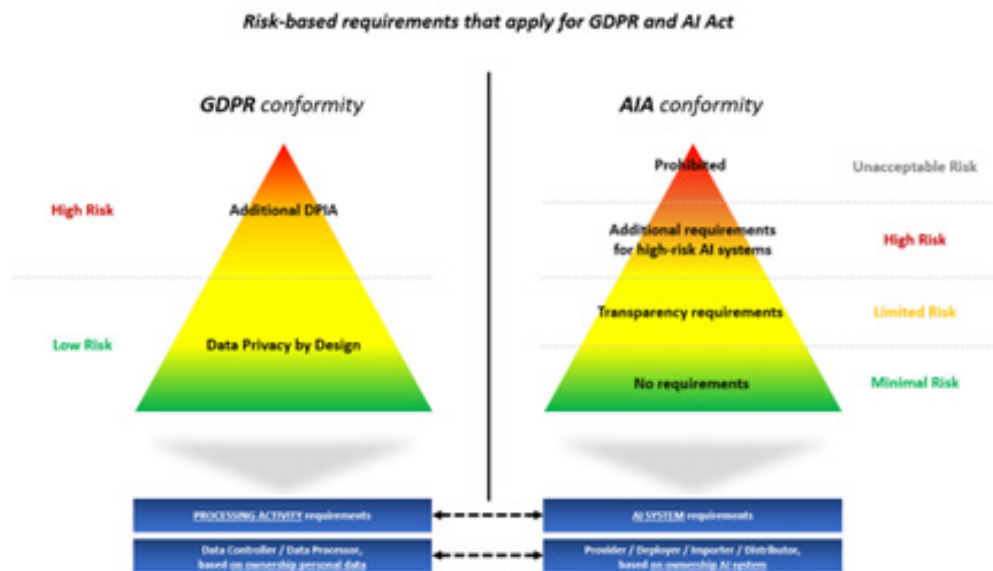 Risk-based requirements that apply for GDPR and AI Act
GDPR conformity
High Risk
Additional DPIA
Low Risk
Data Privacy by Design
PROCESSING ACTIVITY requirements
Data Controller / Data Processor,
based on ownership personal data
AIA conformity
Prohibited
Unacceptable Risk
Additional requirements
for high-risk AI systems
High Risk
Transparency requirements
Limited Risk
No requirements
Minimal Risk
AI SYSTEM requirements
Provider / Deployer / Importer / Distributor,
based on ownership AI system